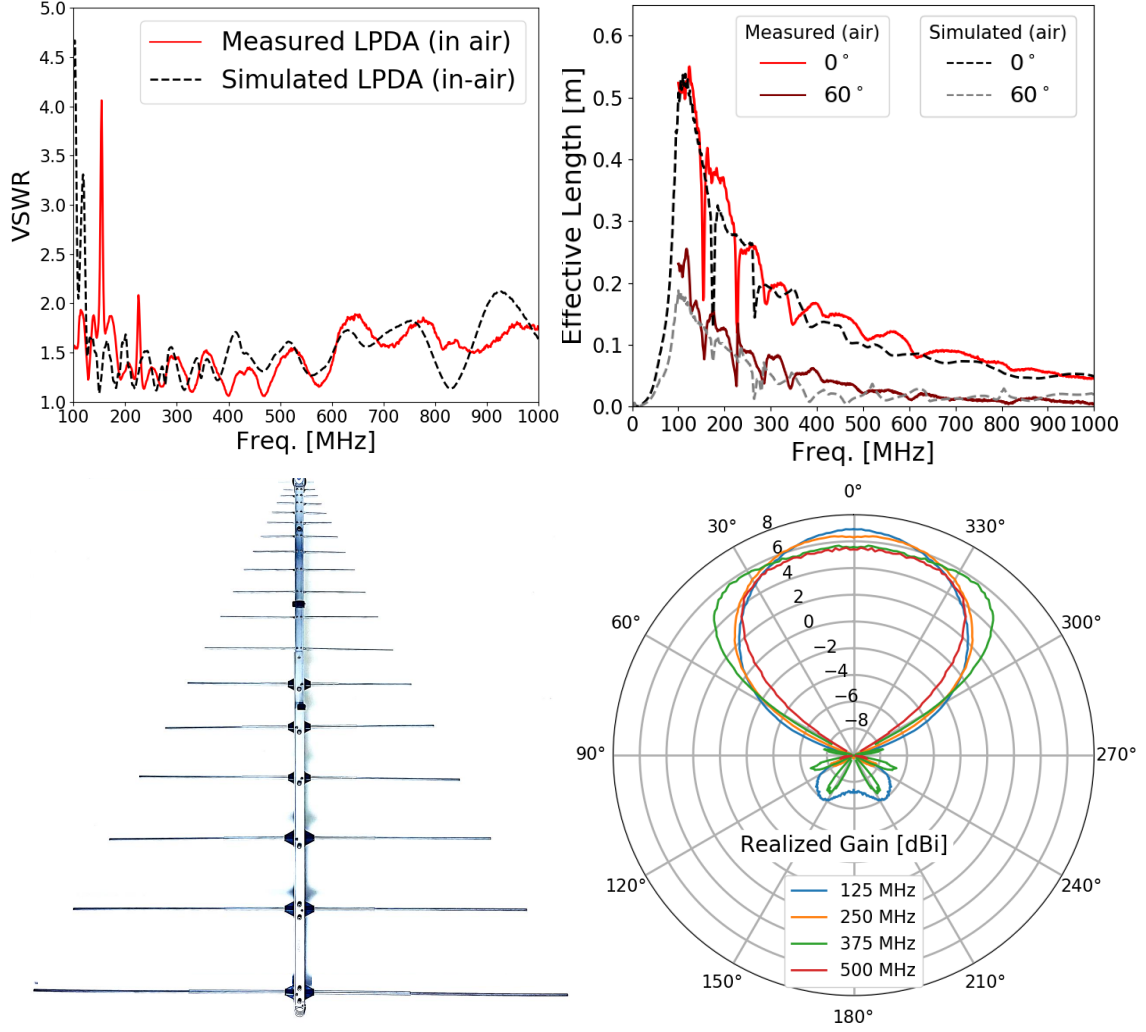 5.0
4.5
4.0
3.5
3.0
2.5
2.0
1.5
1.0
VSWR
100 200 300 400 500 600 700 800 900 1000
Freq. [MHz]
Measured LPDA (in air)
Simulated LPDA (in-air)
0.6
0.5
0.4
0.3
0.2
0.1
0.0
Effective Length [m]
0 100 200 300 400 500 600 700 800 900 1000
Freq. [MHz]
Measured (air)
0°
60°
Simulated (air)
0°
60°
0°
30°
330°
60°
300°
90°
270°
120°
240°
150°
210°
180°
8
6
4
2
0
−2
−4
−6
−8
Realized Gain [dBi]
125 MHz
250 MHz
375 MHz
500 MHz